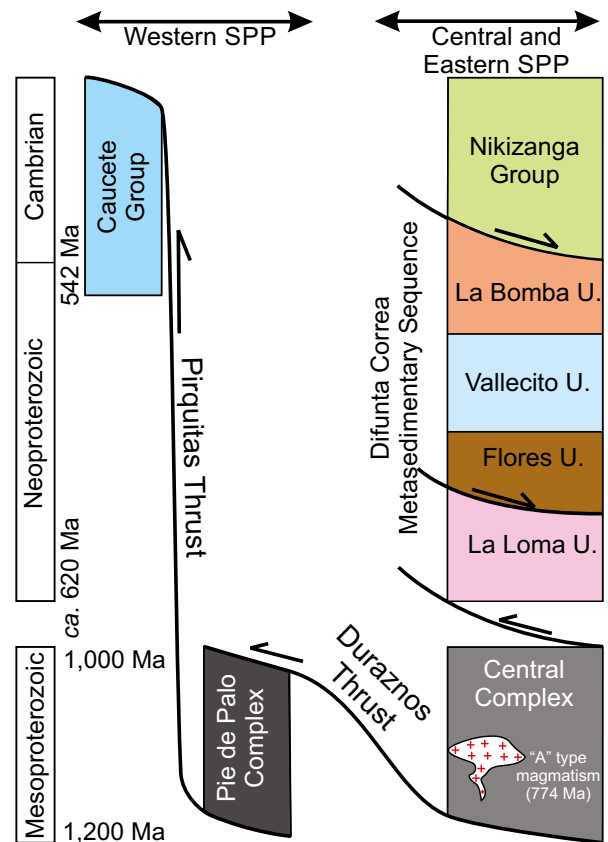 Western SPP
Central and
Eastern SPP
Cambrian
Neoproterozoic
Mesoproterozoic
542 Ma
ca. 620 Ma
1,000 Ma
1,200 Ma
Caucete
Group
Pirquitas Thrust
Pie de Palo
Complex
Duraznos
Thrust
Difunta Correa
Metasedimentary Sequence
Nikizanga
Group
La Bomba U.
Vallecito U.
Flores U.
La Loma U.
Central
Complex
"A" type
magmatism
(774 Ma)